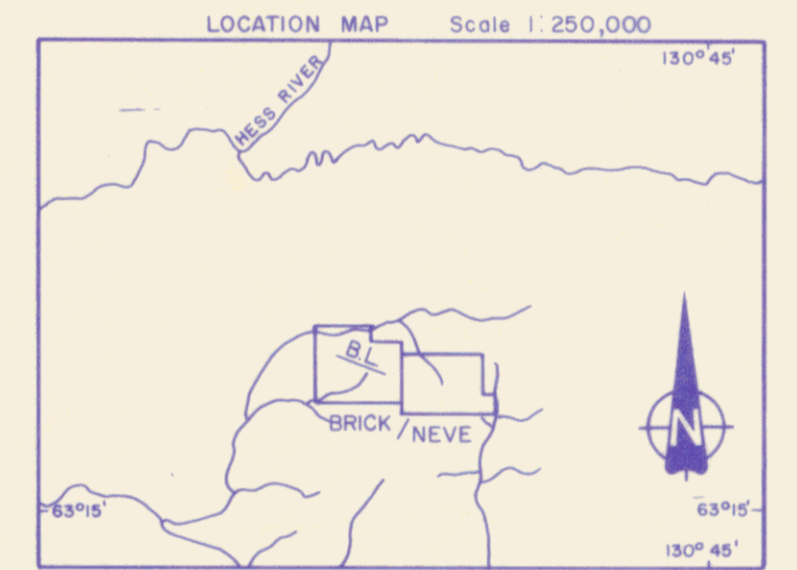 LOCATION MAP Scale 1:250,000
130° 45'
HESS RIVER
B.L.
BRICK / NEVE
N
63° 15' 63° 15'
130° 45'